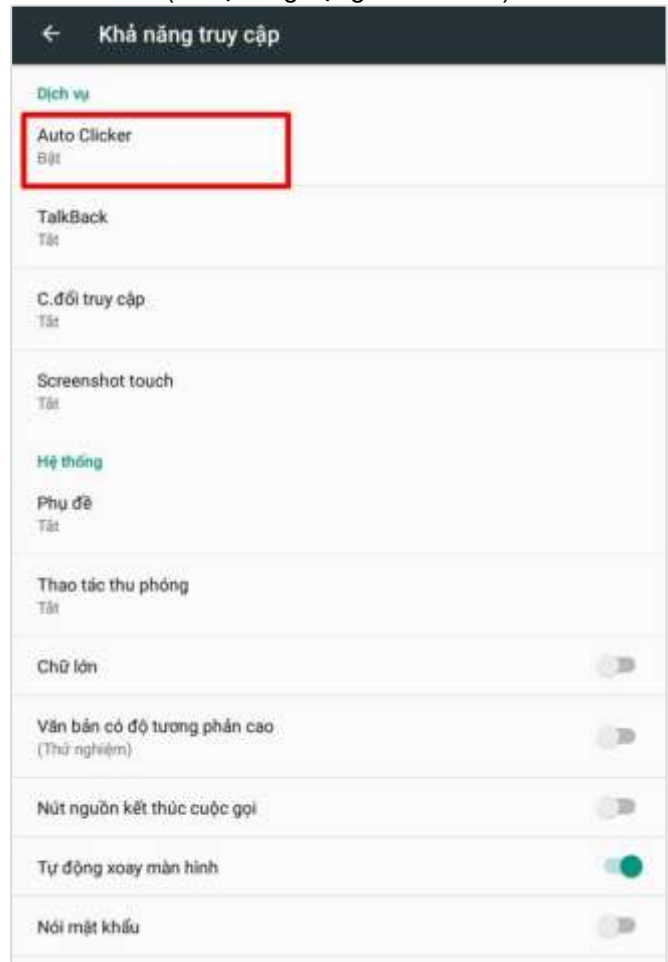 Khả năng truy cập
Dịch vụ
Auto Clicker
Bật
TalkBack
Tắt
C.đổi truy cập
Tắt
Screenshot touch
Tắt
Hệ thống
Phụ đề
Tắt
Thao tác thu phóng
Tắt
Chữ lớn
Văn bản có độ tương phản cao
(Thử nghiệm)
Nút nguồn kết thúc cuộc gọi
Tự động xoay màn hình
Nói mật khẩu